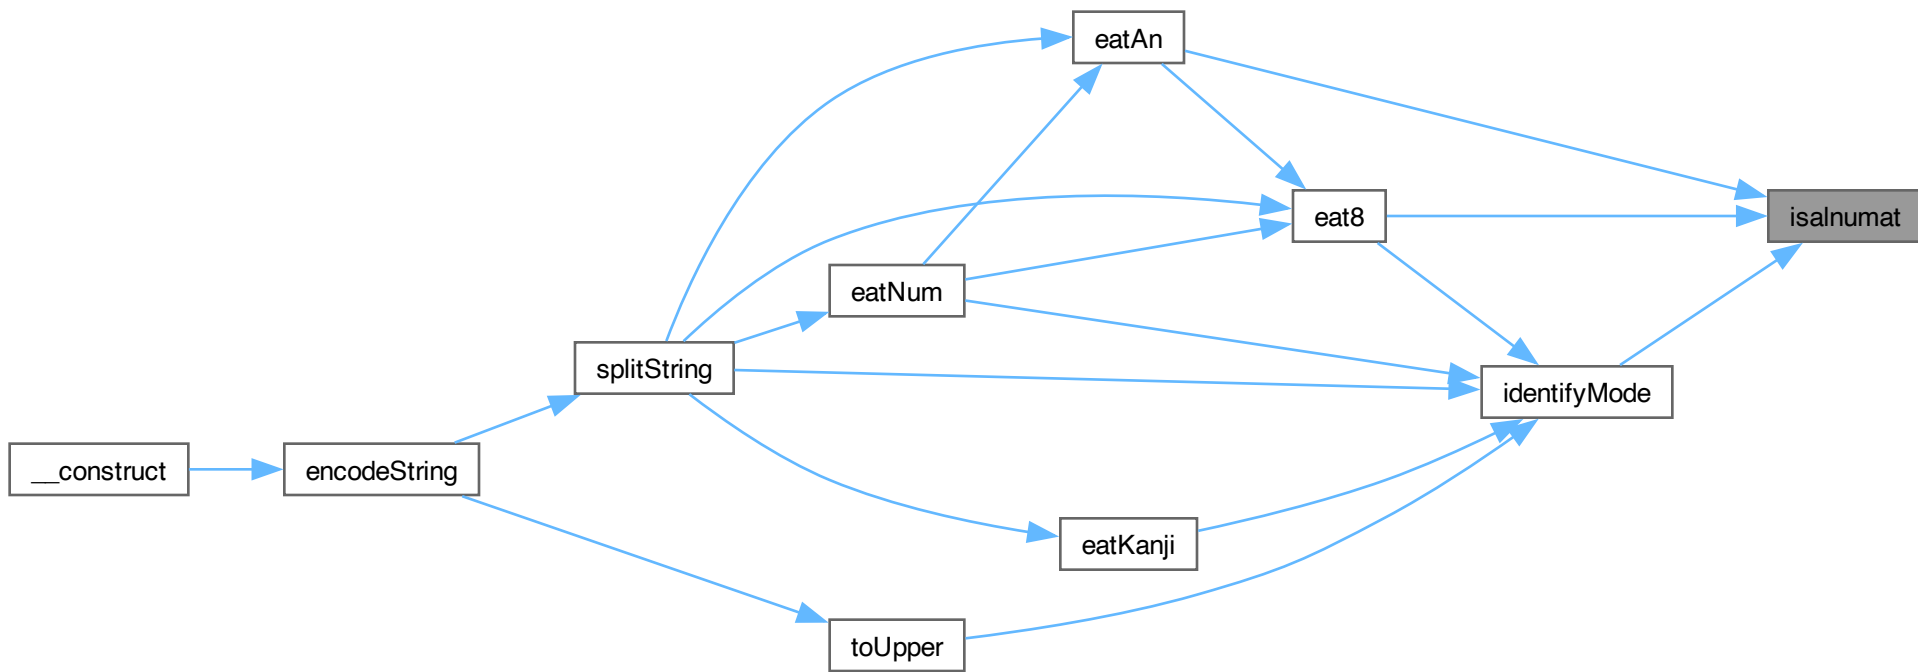 eatAn
eat8
isalnumat
eatNum
splitString
identifyMode
__construct
encodeString
eatKanji
toUpper